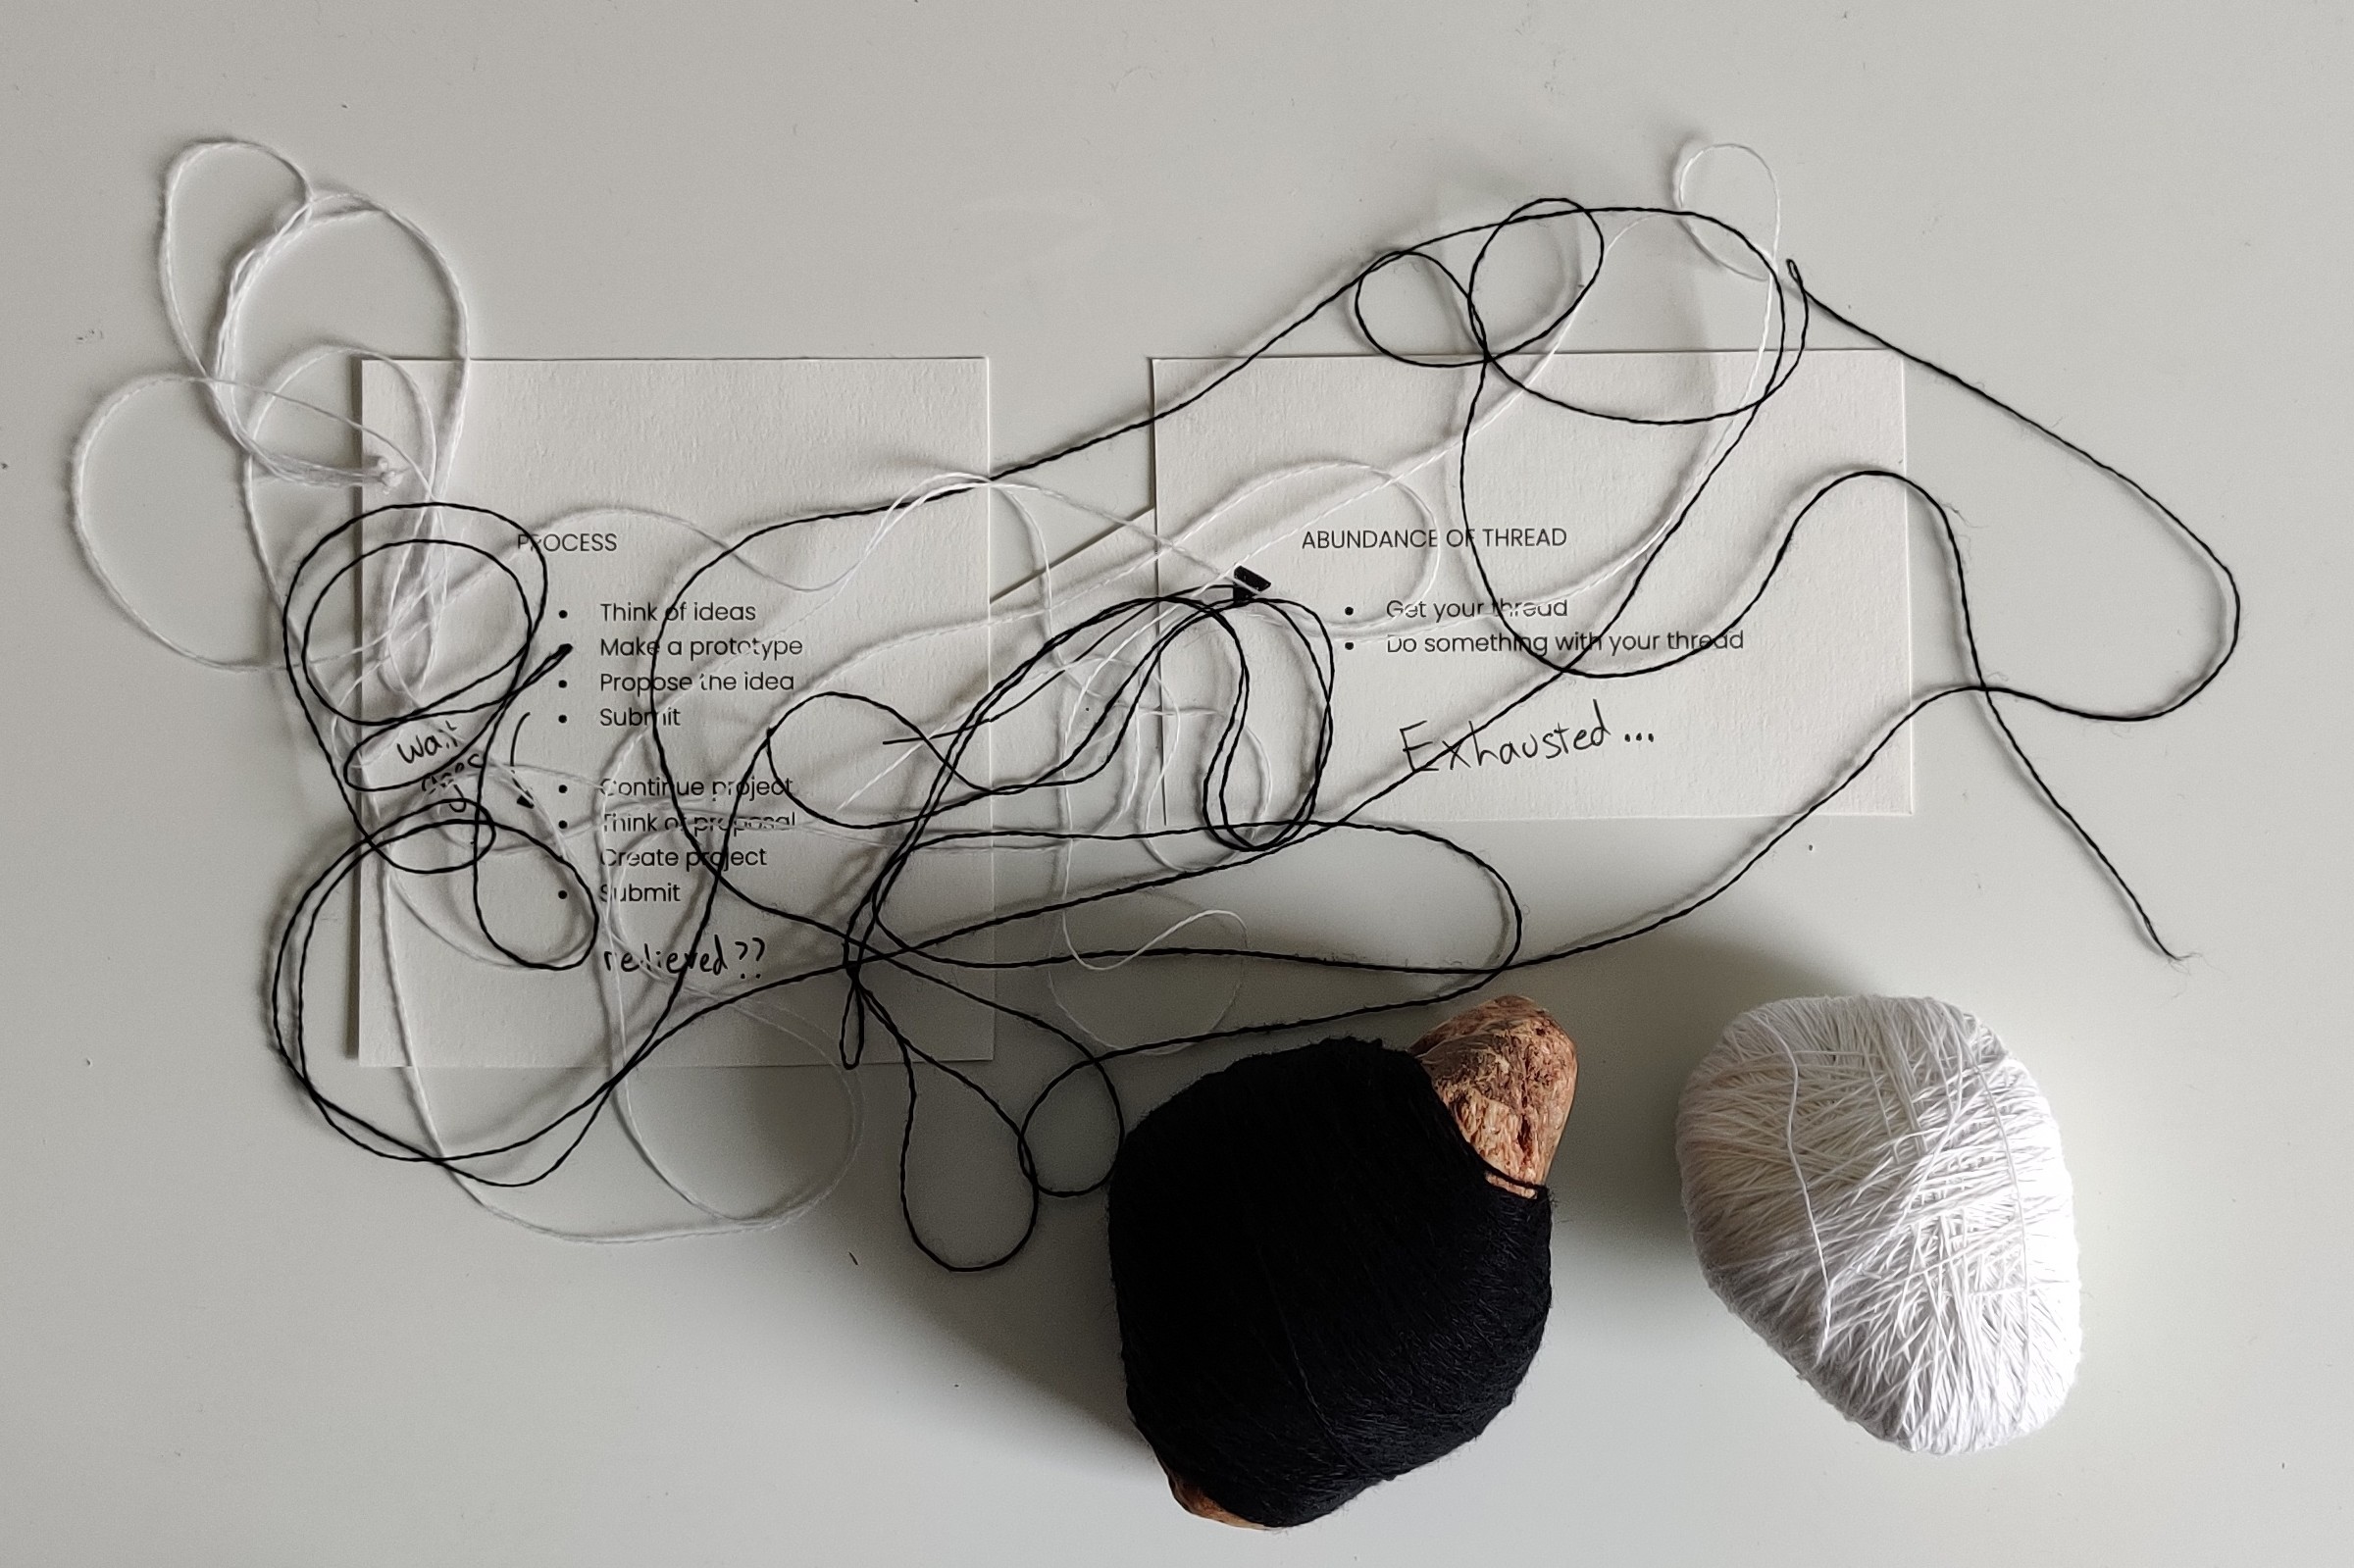 PROCESS
Think of ideas
Make a prototype
Propose the idea
Submit
wait
Continue project
Think of proposal
Create project
Submit
relieved??
ABUNDANCE OF THREAD
Get your thread
Do something with your thread
Exhausted...